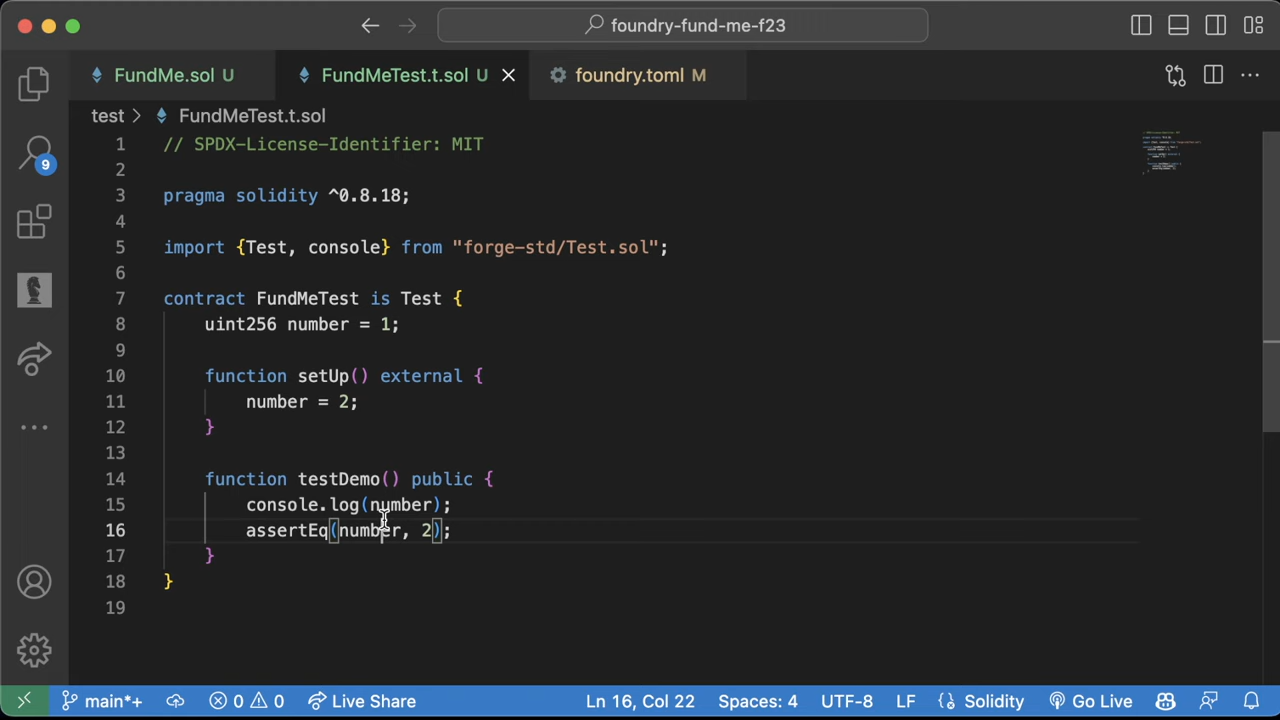 foundry-fund-me-f23
FundMe.sol U
FundMeTest.t.sol U
foundry.toml M
test > FundMeTest.t.sol
9
1 // SPDX-License-Identifier: MIT
2
3 pragma solidity ^0.8.18;
4
5 import {Test, console} from "forge-std/Test.sol";
6
7 contract FundMeTest is Test {
8 uint256 number = 1;
9
10 function setUp() external {
11 number = 2;
12 }
13
14 function testDemo() public {
15 console.log(number);
16 assertEq(number, 2);
17 }
18 }
19
main*+ 0 0 Live Share Ln 16, Col 22 Spaces: 4 UTF-8 LF {} Solidity Go Live